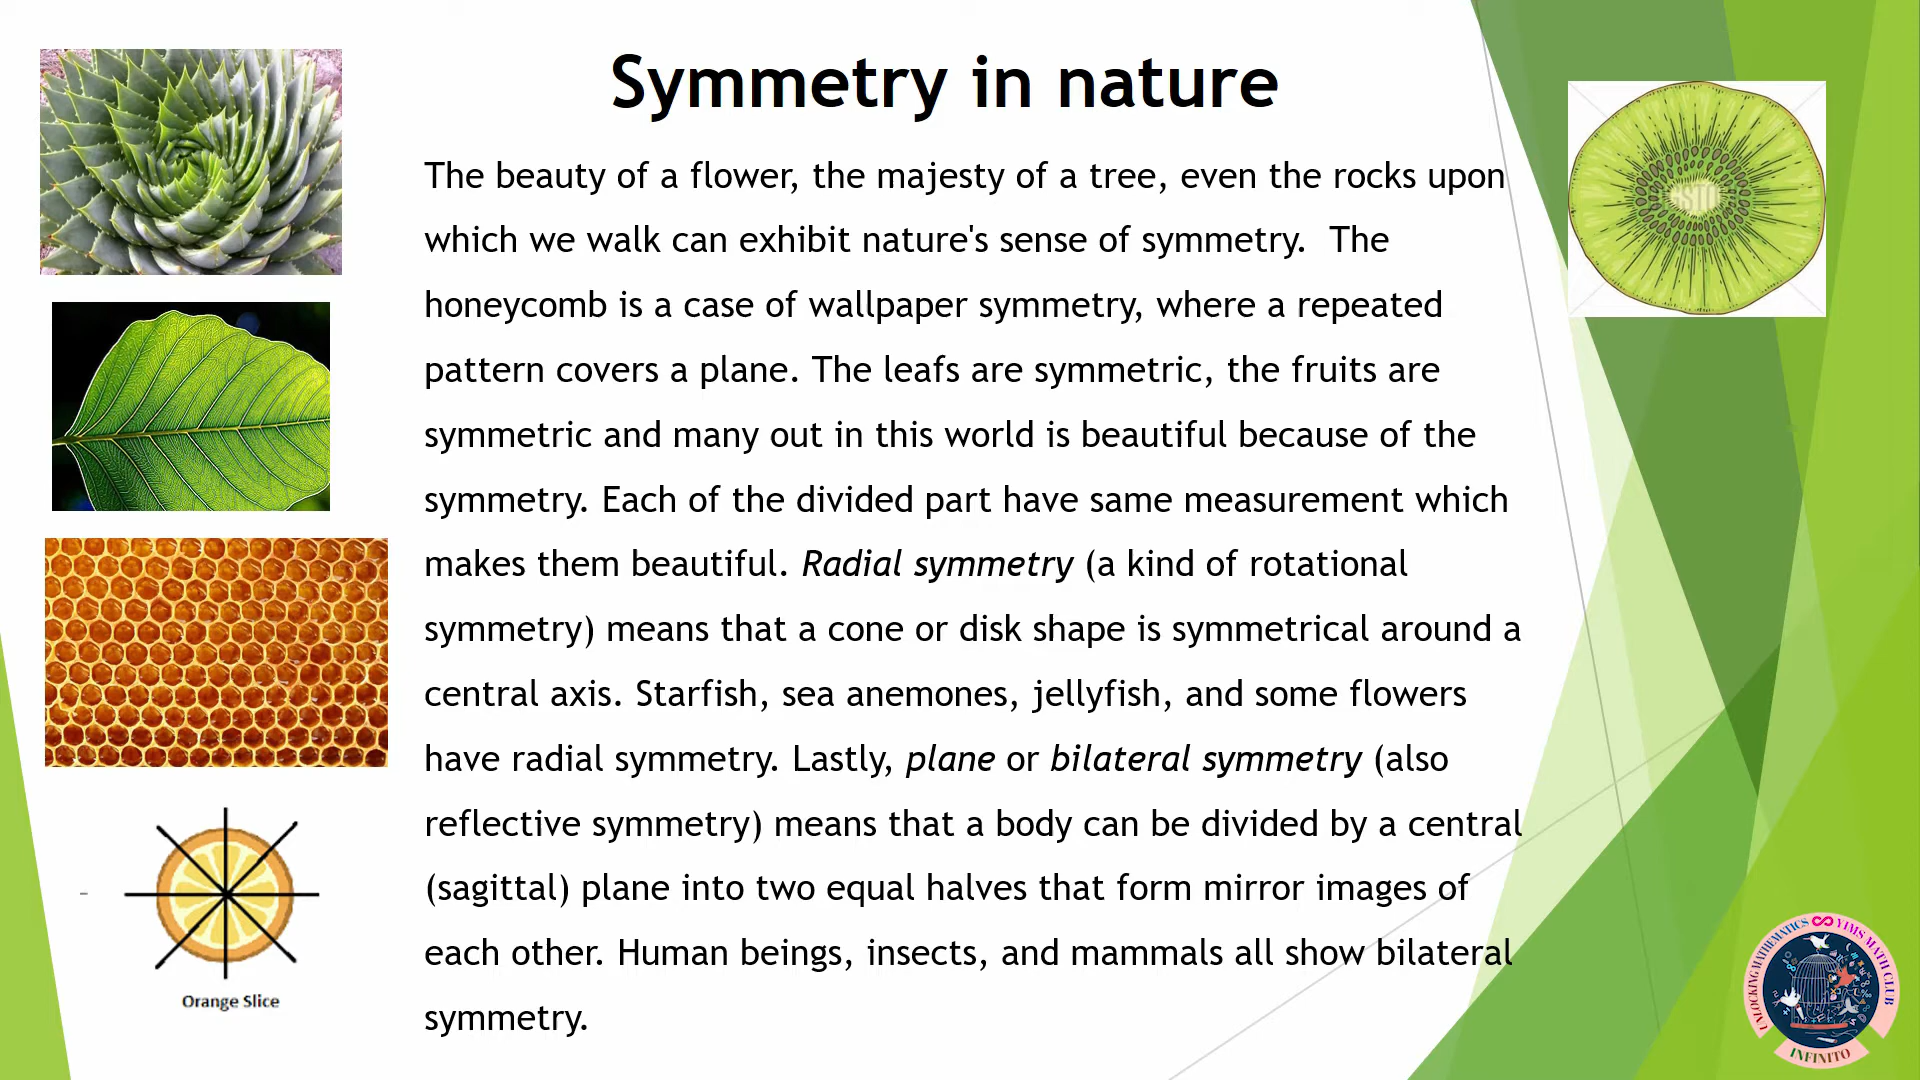 Symmetry in nature
The beauty of a flower, the majesty of a tree, even the rocks upon
which we walk can exhibit nature's sense of symmetry.  The
honeycomb is a case of wallpaper symmetry, where a repeated
pattern covers a plane. The leafs are symmetric, the fruits are
symmetric and many out in this world is beautiful because of the
symmetry. Each of the divided part have same measurement which
makes them beautiful. Radial symmetry (a kind of rotational
symmetry) means that a cone or disk shape is symmetrical around a
central axis. Starfish, sea anemones, jellyfish, and some flowers
have radial symmetry. Lastly, plane or bilateral symmetry (also
reflective symmetry) means that a body can be divided by a central
(sagittal) plane into two equal halves that form mirror images of
each other. Human beings, insects, and mammals all show bilateral
symmetry.
Orange Slice
UNLOCKING MATHEMATICS ∞ YIMS MATH CLUB
INFINITO